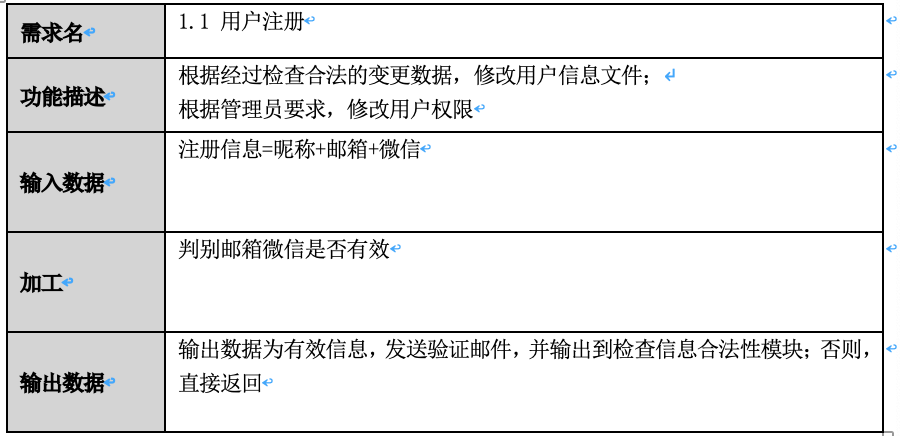 需求名
1.1 用户注册
功能描述
根据经过检查合法的变更数据，修改用户信息文件；
根据管理员要求，修改用户权限
输入数据
注册信息=昵称+邮箱+微信
加工
判别邮箱微信是否有效
输出数据
输出数据为有效信息，发送验证邮件，并输出到检查信息合法性模块；否则，
直接返回